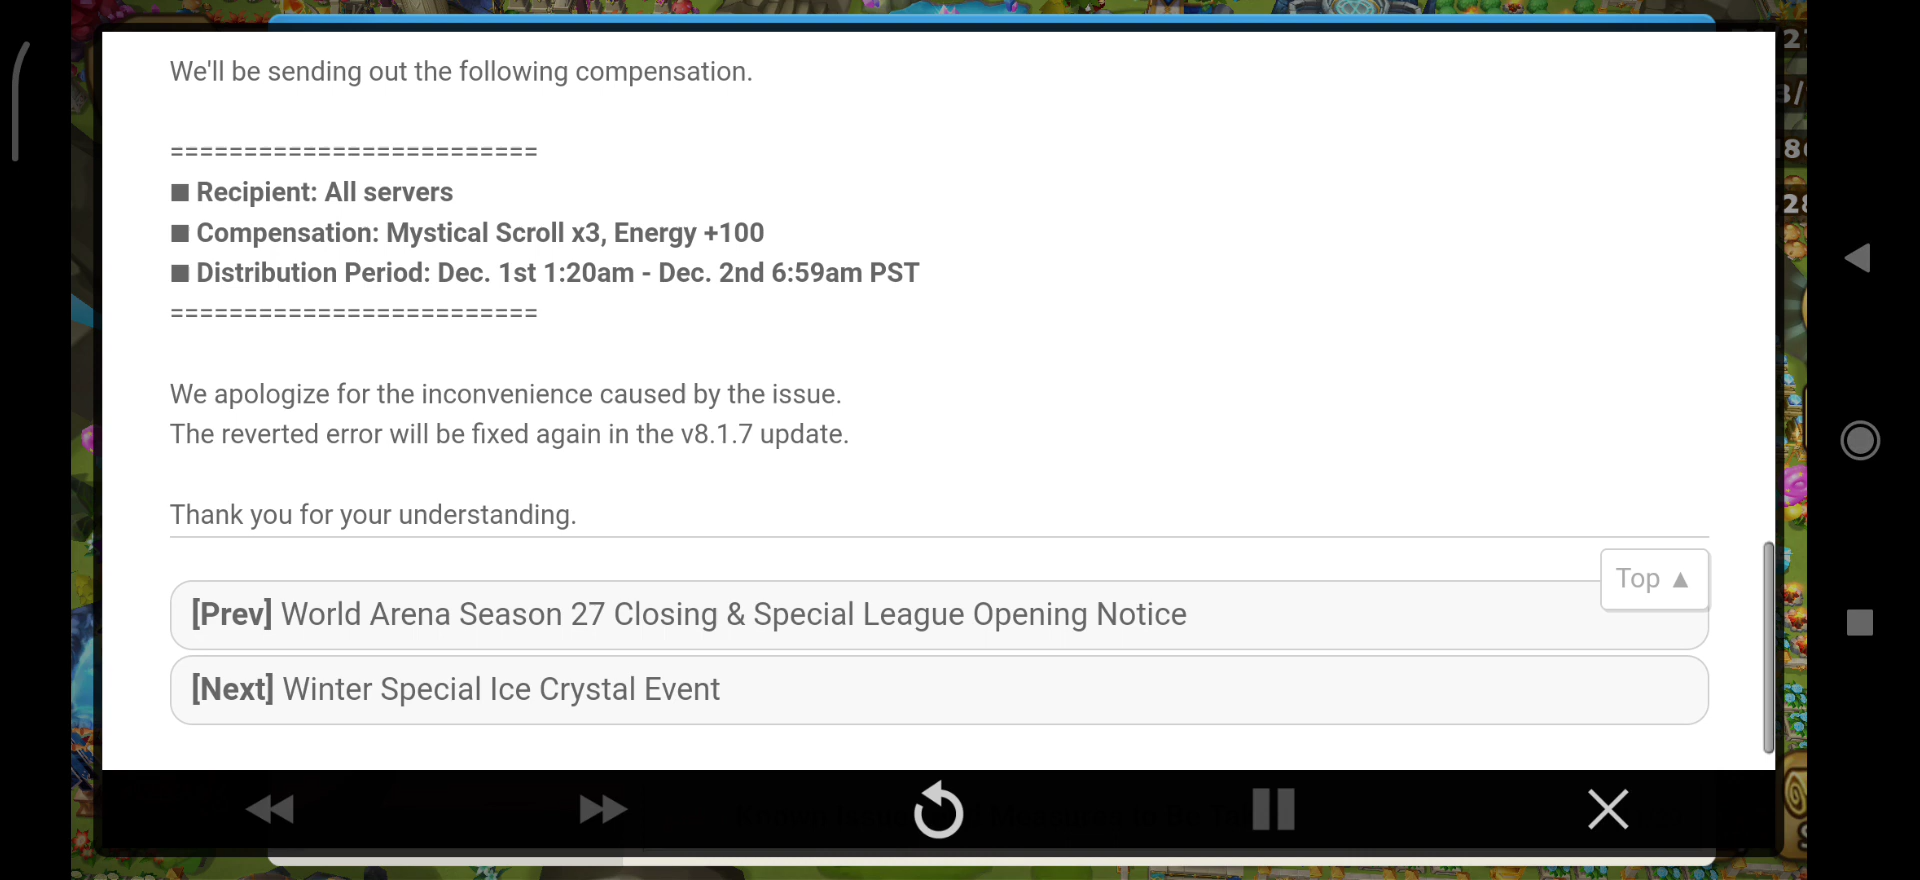 We'll be sending out the following compensation.
=========================
■ Recipient: All servers
■ Compensation: Mystical Scroll x3, Energy +100
■ Distribution Period: Dec. 1st 1:20am - Dec. 2nd 6:59am PST
=========================
We apologize for the inconvenience caused by the issue.
The reverted error will be fixed again in the v8.1.7 update.
Thank you for your understanding.
Top ▲
[Prev] World Arena Season 27 Closing & Special League Opening Notice
[Next] Winter Special Ice Crystal Event